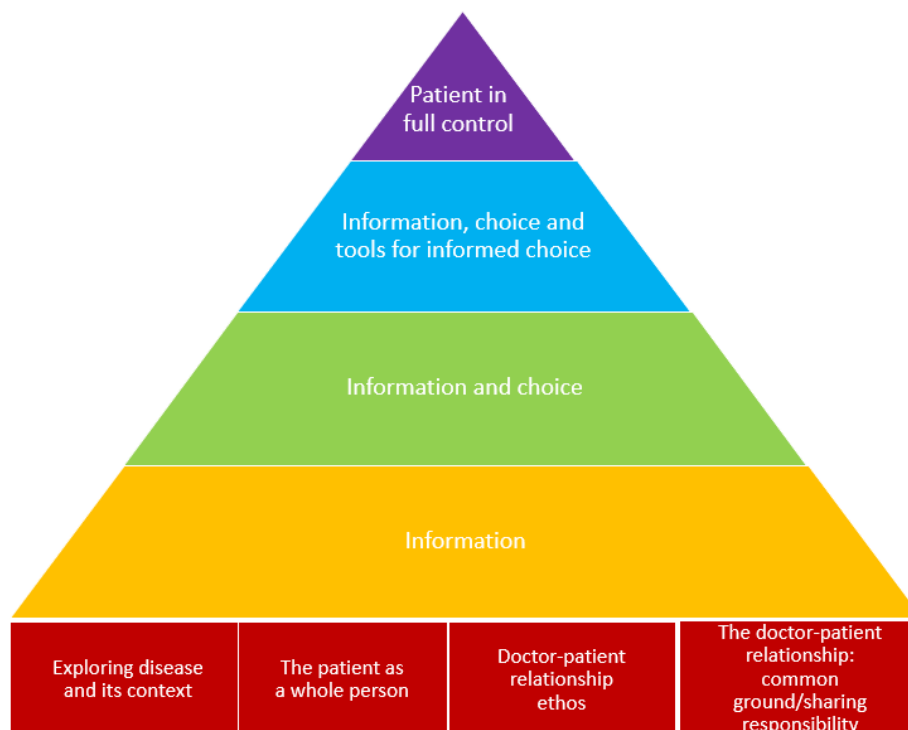 Patient in
full control
Information, choice and
tools for informed choice
Information and choice
Information
Exploring disease
and its context
The patient as
a whole person
Doctor-patient
relationship
ethos
The doctor-patient
relationship:
common
ground/sharing
responsibility